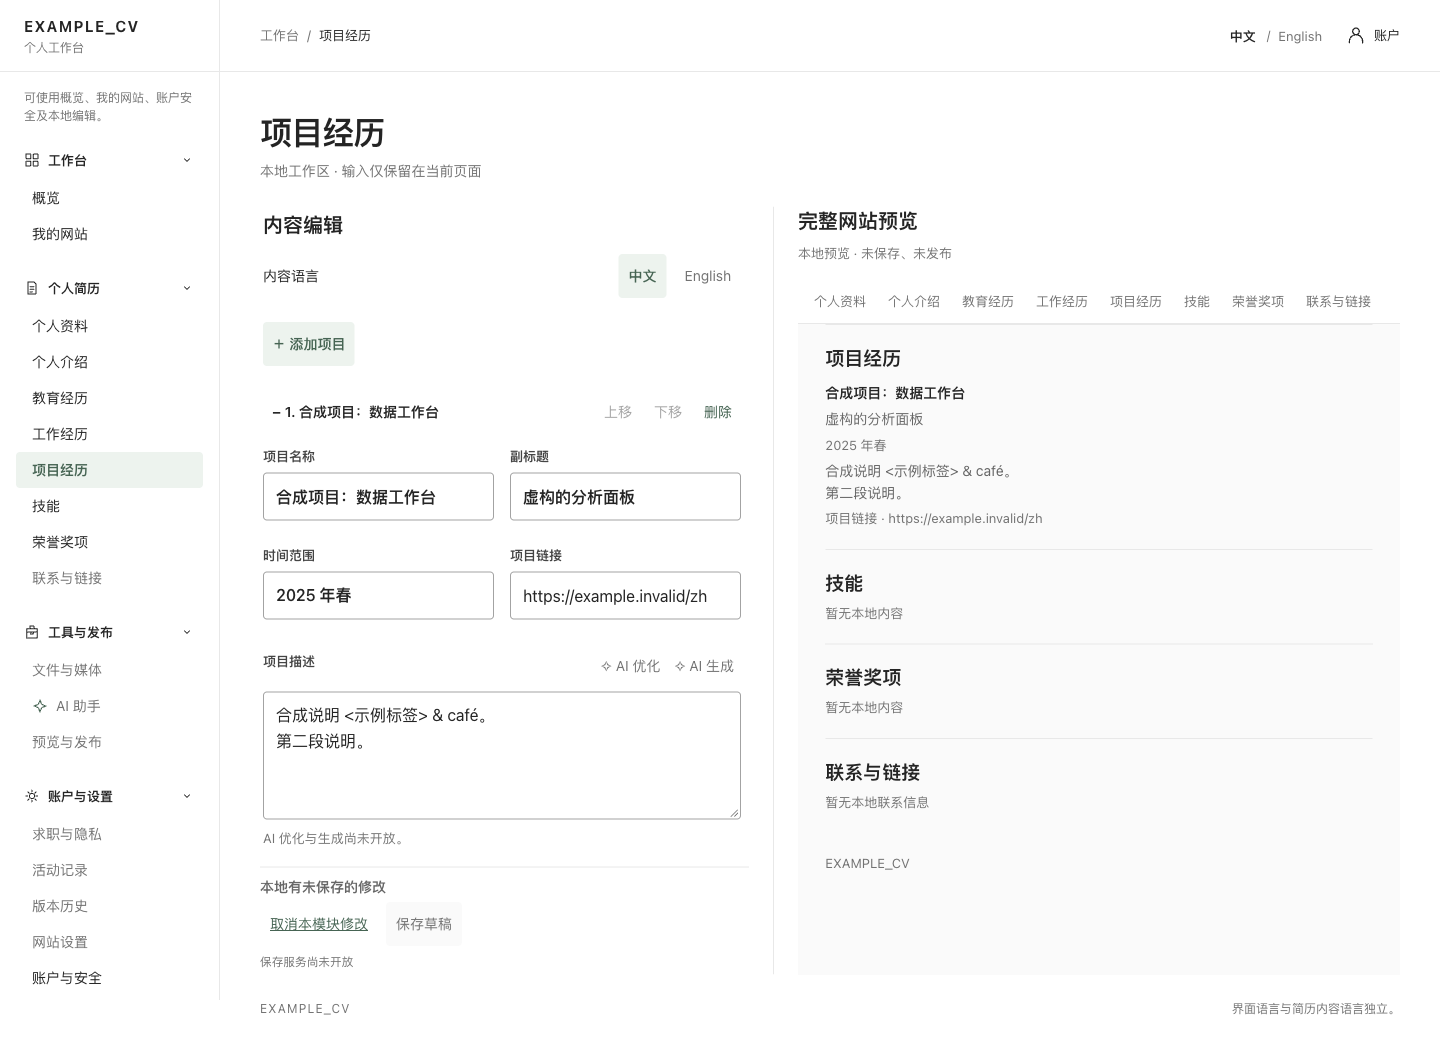 EXAMPLE_CV
个人工作台
可使用概览、我的网站、账户安
全及本地编辑。
工作台
概览
我的网站
个人简历
个人资料
个人介绍
教育经历
工作经历
项目经历
技能
荣誉奖项
联系与链接
工具与发布
文件与媒体
AI 助手
预览与发布
账户与设置
求职与隐私
活动记录
版本历史
网站设置
账户与安全
工作台 / 项目经历
中文 / English
账户
项目经历
本地工作区 · 输入仅保留在当前页面
内容编辑
内容语言
中文 English
+ 添加项目
– 1. 合成项目：数据工作台
上移 下移 删除
项目名称 副标题
合成项目：数据工作台 虚构的分析面板
时间范围 项目链接
2025 年春 https://example.invalid/zh
项目描述
AI 优化 AI 生成
合成说明 <示例标签> & café。
第二段说明。
AI 优化与生成尚未开放。
本地有未保存的修改
取消本模块修改 保存草稿
保存服务尚未开放
完整网站预览
本地预览 · 未保存、未发布
个人资料 个人介绍 教育经历 工作经历 项目经历 技能 荣誉奖项 联系与链接
项目经历
合成项目：数据工作台
虚构的分析面板
2025 年春
合成说明 <示例标签> & café。
第二段说明。
项目链接 · https://example.invalid/zh
技能
暂无本地内容
荣誉奖项
暂无本地内容
联系与链接
暂无本地联系信息
EXAMPLE_CV
EXAMPLE_CV
界面语言与简历内容语言独立。